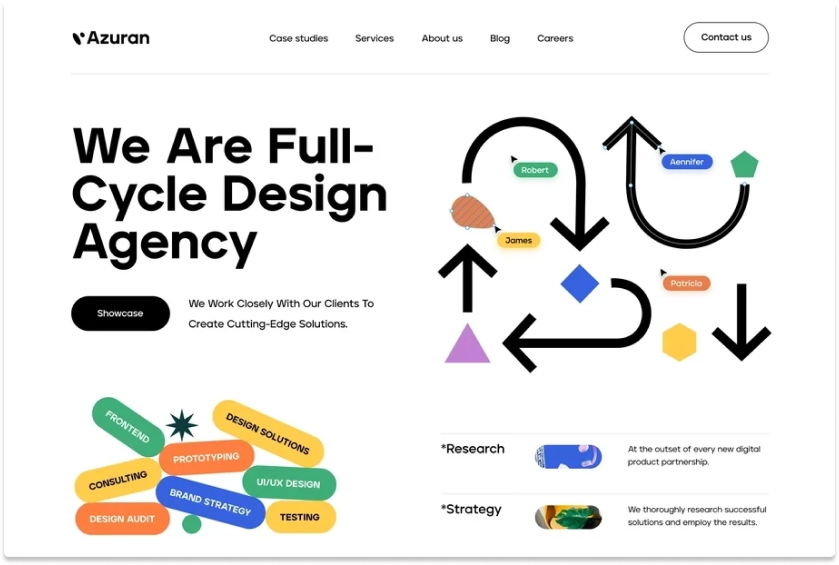 Azuran
Case studies
Services
About us
Blog
Careers
Contact us
We Are Full-
Cycle Design
Agency
Showcase
We Work Closely With Our Clients To
Create Cutting-Edge Solutions.
Robert
Aennifer
James
Patricia
FRONTEND
DESIGN SOLUTIONS
PROTOTYPING
CONSULTING
UI/UX DESIGN
BRAND STRATEGY
DESIGN AUDIT
TESTING
*Research
At the outset of every new digital
product partnership.
*Strategy
We thoroughly research successful
solutions and employ the results.